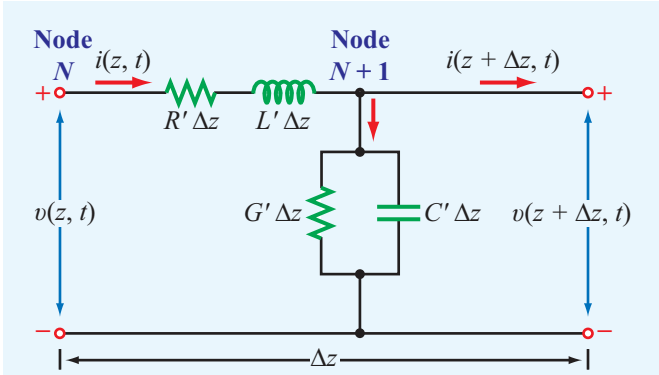 Node
N
i(z, t)
Node
N + 1
i(z + Δz, t)
+
+
R′ Δz
L′ Δz
υ(z, t)
G′ Δz
C′ Δz
υ(z + Δz, t)
−
−
Δz